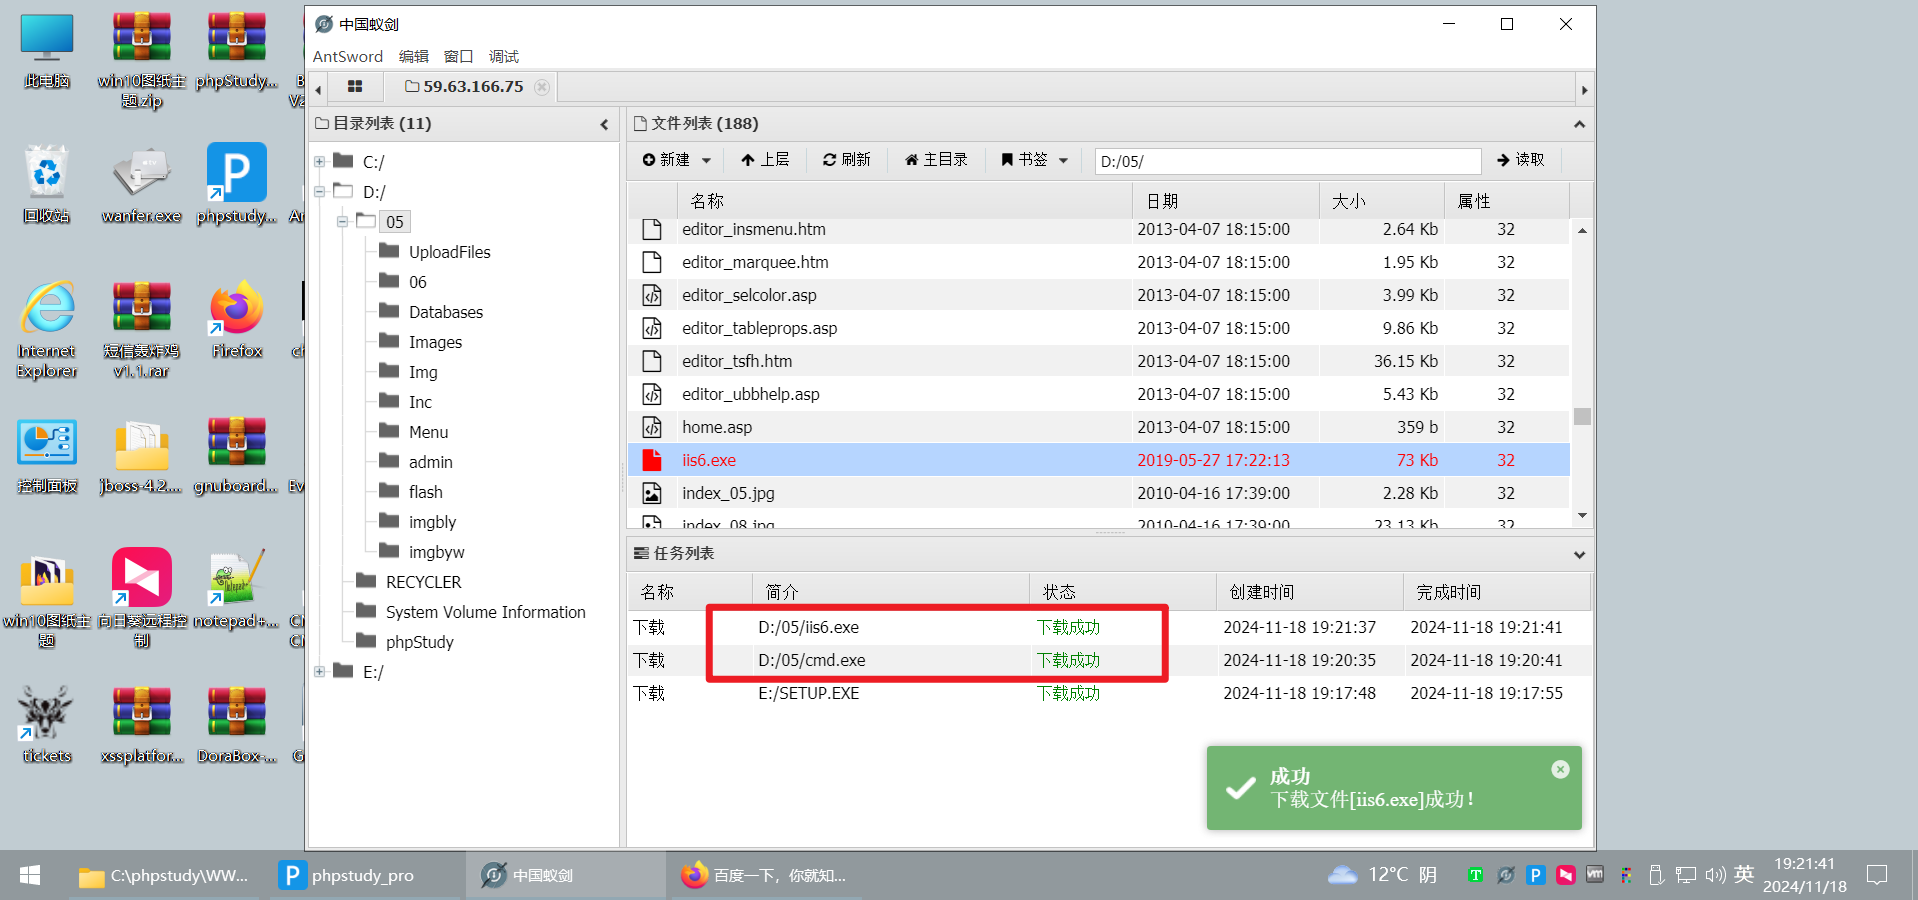 此电脑
win10图纸主题.zip
phpStudy...
回收站
wanfer.exe
phpstudy...
Internet Explorer
短信轰炸鸡v1.1.rar
Firefox
控制面板
jboss-4.2....
gnuboard...
win10图纸主题
向日葵远程控制
notepad+...
tickets
xssplatfor...
DoraBox-...
中国蚁剑
AntSword 编辑 窗口 调试
59.63.166.75
目录列表 (11)
C:/
D:/
05
UploadFiles
06
Databases
Images
Img
Inc
Menu
admin
flash
imgbly
imgbyw
RECYCLER
System Volume Information
phpStudy
E:/
文件列表 (188)
新建 上层 刷新 主目录 书签 D:/05/ 读取
名称 日期 大小 属性
editor_insmenu.htm 2013-04-07 18:15:00 2.64 Kb 32
editor_marquee.htm 2013-04-07 18:15:00 1.95 Kb 32
editor_selcolor.asp 2013-04-07 18:15:00 3.99 Kb 32
editor_tableprops.asp 2013-04-07 18:15:00 9.86 Kb 32
editor_tsfh.htm 2013-04-07 18:15:00 36.15 Kb 32
editor_ubbhelp.asp 2013-04-07 18:15:00 5.43 Kb 32
home.asp 2013-04-07 18:15:00 359 b 32
iis6.exe 2019-05-27 17:22:13 73 Kb 32
index_05.jpg 2010-04-16 17:39:00 2.28 Kb 32
index_08.jpg 2010-04-16 17:39:00 23.13 Kb 32
任务列表
名称 简介 状态 创建时间 完成时间
下载 D:/05/iis6.exe 下载成功 2024-11-18 19:21:37 2024-11-18 19:21:41
下载 D:/05/cmd.exe 下载成功 2024-11-18 19:20:35 2024-11-18 19:20:41
下载 E:/SETUP.EXE 下载成功 2024-11-18 19:17:48 2024-11-18 19:17:55
成功
下载文件[iis6.exe]成功！
C:\phpstudy\WW...
phpstudy_pro
中国蚁剑
百度一下，你就知...
12°C 阴
英
19:21:41
2024/11/18